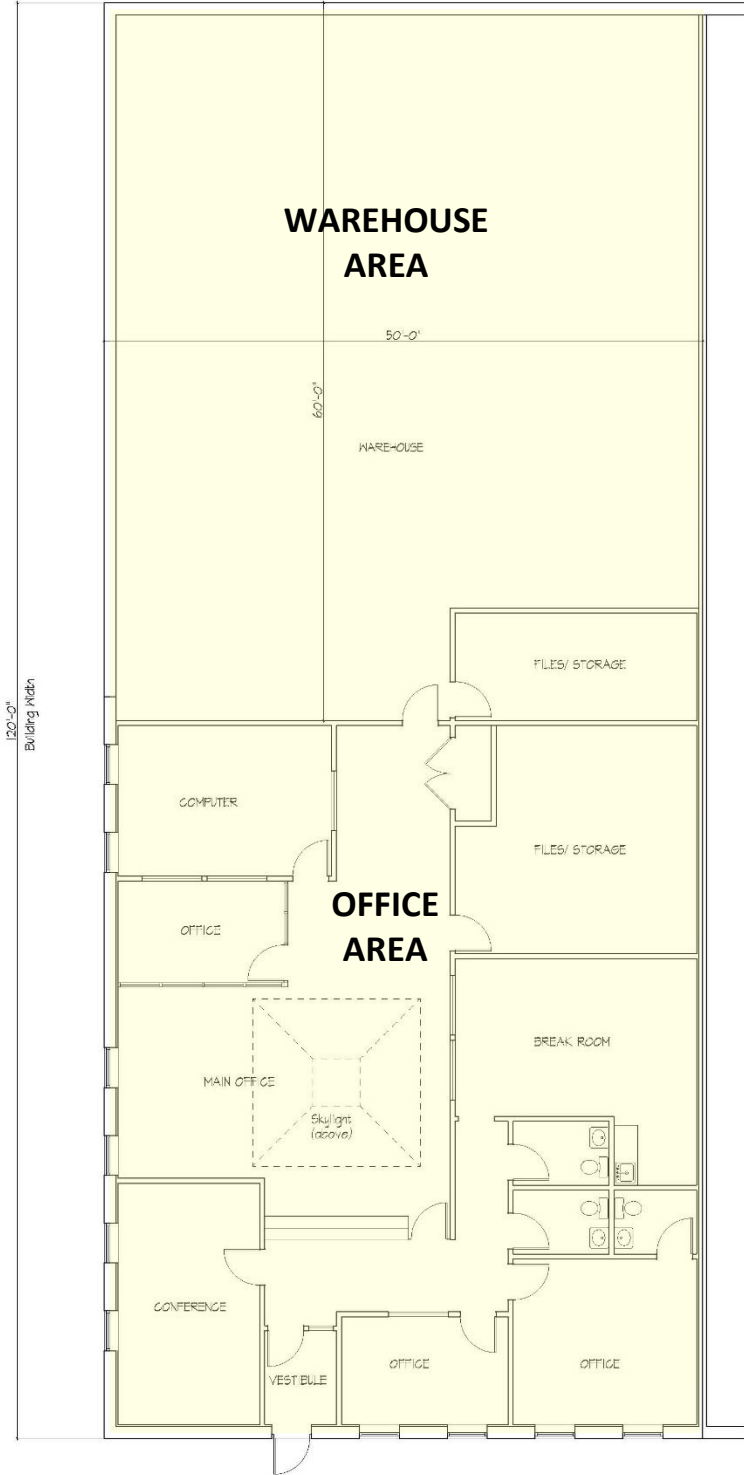 WAREHOUSE
AREA
50'-0"
60'-0"
WAREHOUSE
FILES/ STORAGE
120'-0"
Building Width
COMPUTER
FILES/ STORAGE
OFFICE
OFFICE
AREA
BREAK ROOM
MAIN OFFICE
Skylight
(above)
CONFERENCE
VESTIBULE
OFFICE
OFFICE